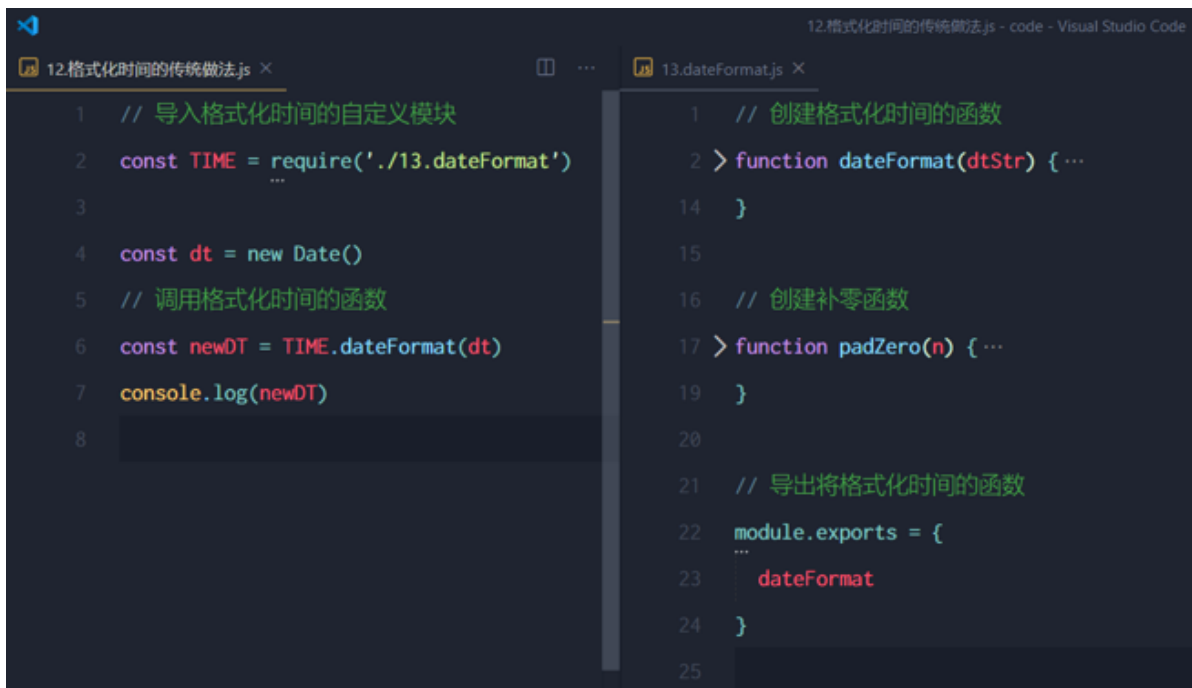 12.格式化时间的传统做法.js - code - Visual Studio Code
12.格式化时间的传统做法.js ×
1 // 导入格式化时间的自定义模块
2 const TIME = require('./13.dateFormat')
3
4 const dt = new Date()
5 // 调用格式化时间的函数
6 const newDT = TIME.dateFormat(dt)
7 console.log(newDT)
8
13.dateFormat.js ×
1 // 创建格式化时间的函数
2 function dateFormat(dtStr) { ···
14 }
15
16 // 创建补零函数
17 function padZero(n) { ···
19 }
20
21 // 导出将格式化时间的函数
22 module.exports = {
23 dateFormat
24 }
25